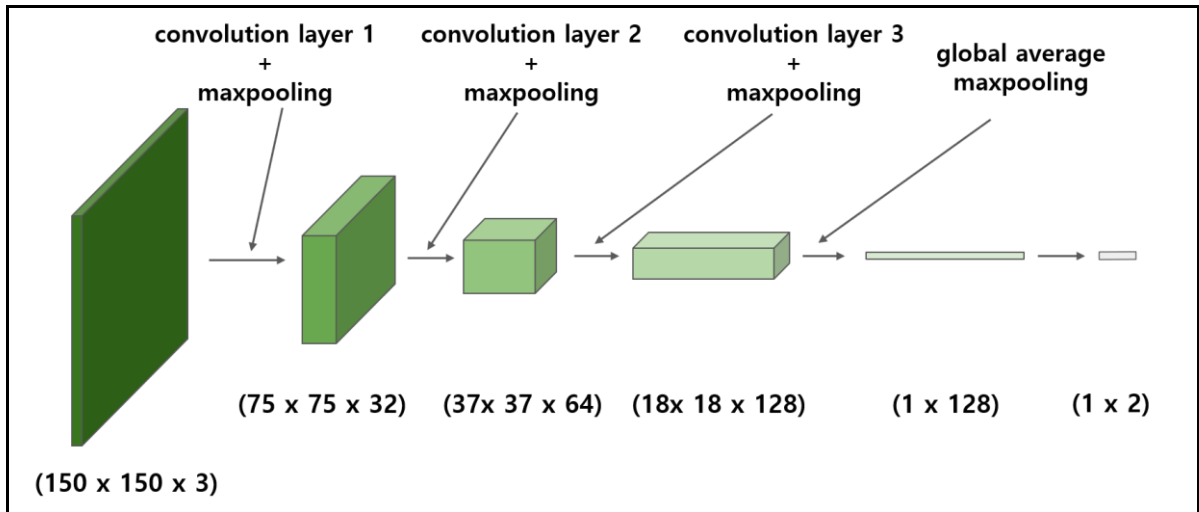 convolution layer 1
+
maxpooling
convolution layer 2
+
maxpooling
convolution layer 3
+
maxpooling
global average
maxpooling
(75 x 75 x 32)
(37x 37 x 64)
(18x 18 x 128)
(1 x 128)
(1 x 2)
(150 x 150 x 3)